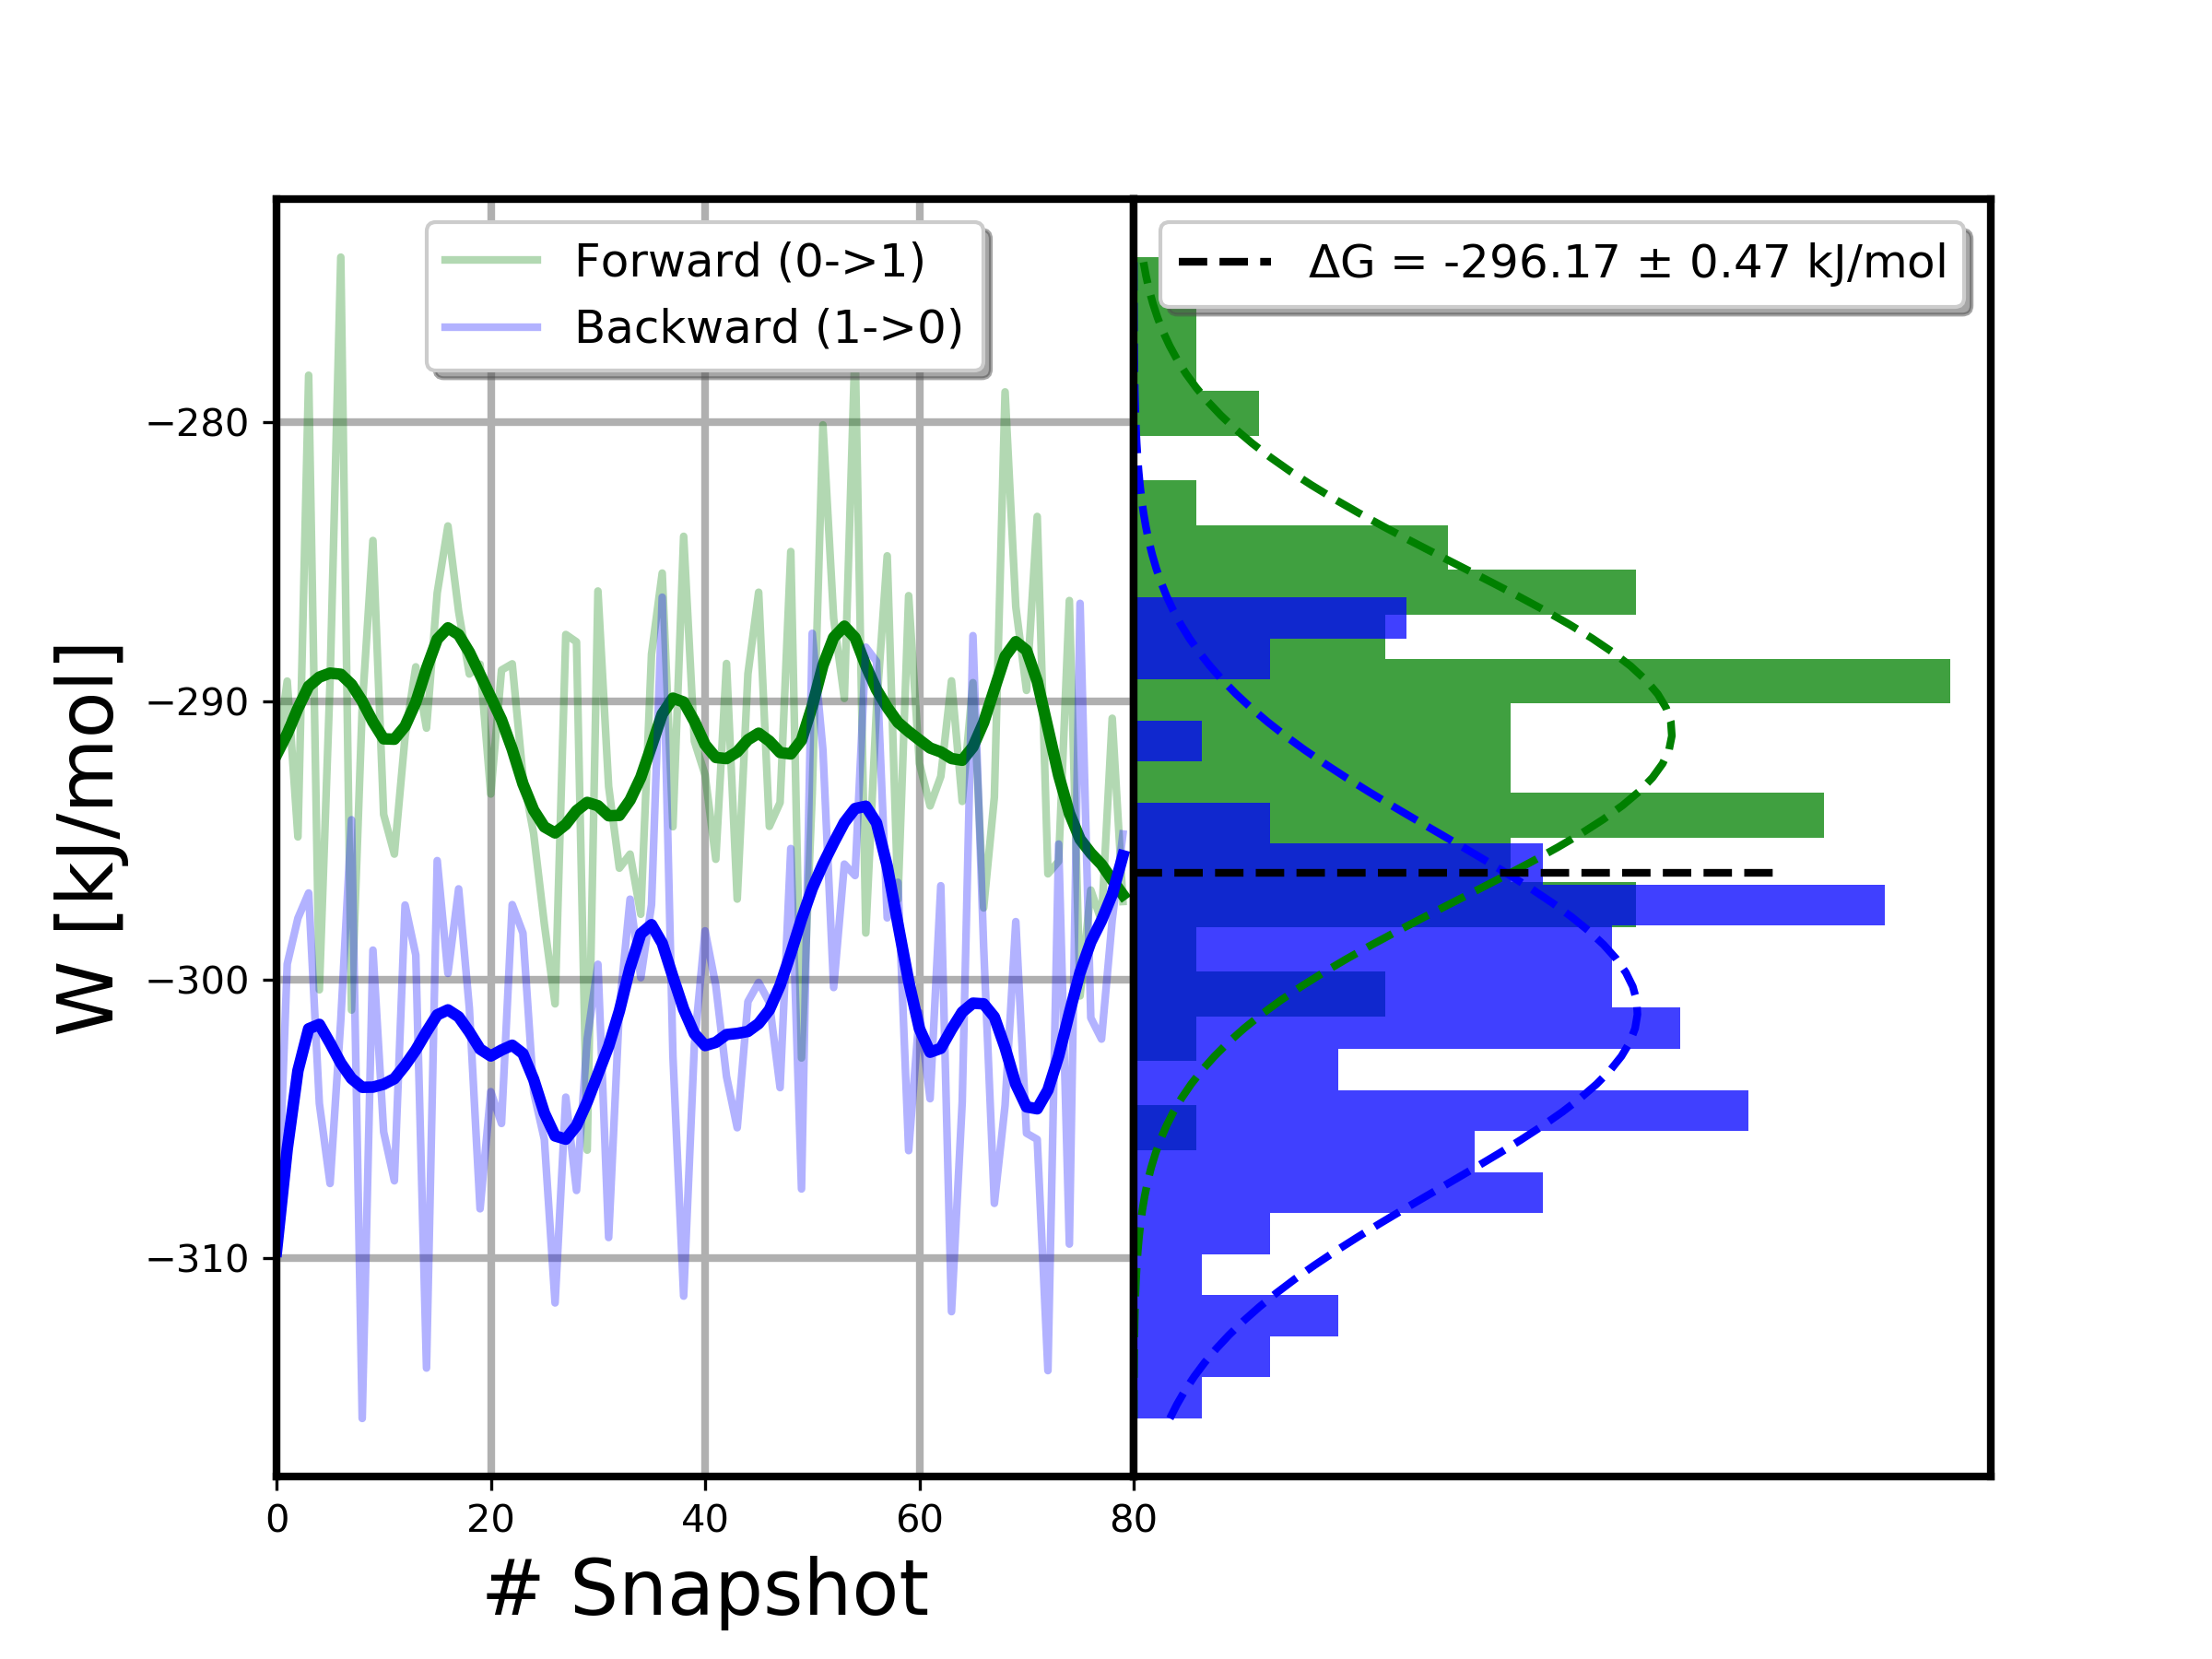 Forward (0->1)
Backward (1->0)
ΔG = -296.17 ± 0.47 kJ/mol
−280
−290
−300
−310
W [kJ/mol]
0 20 40 60 80
# Snapshot